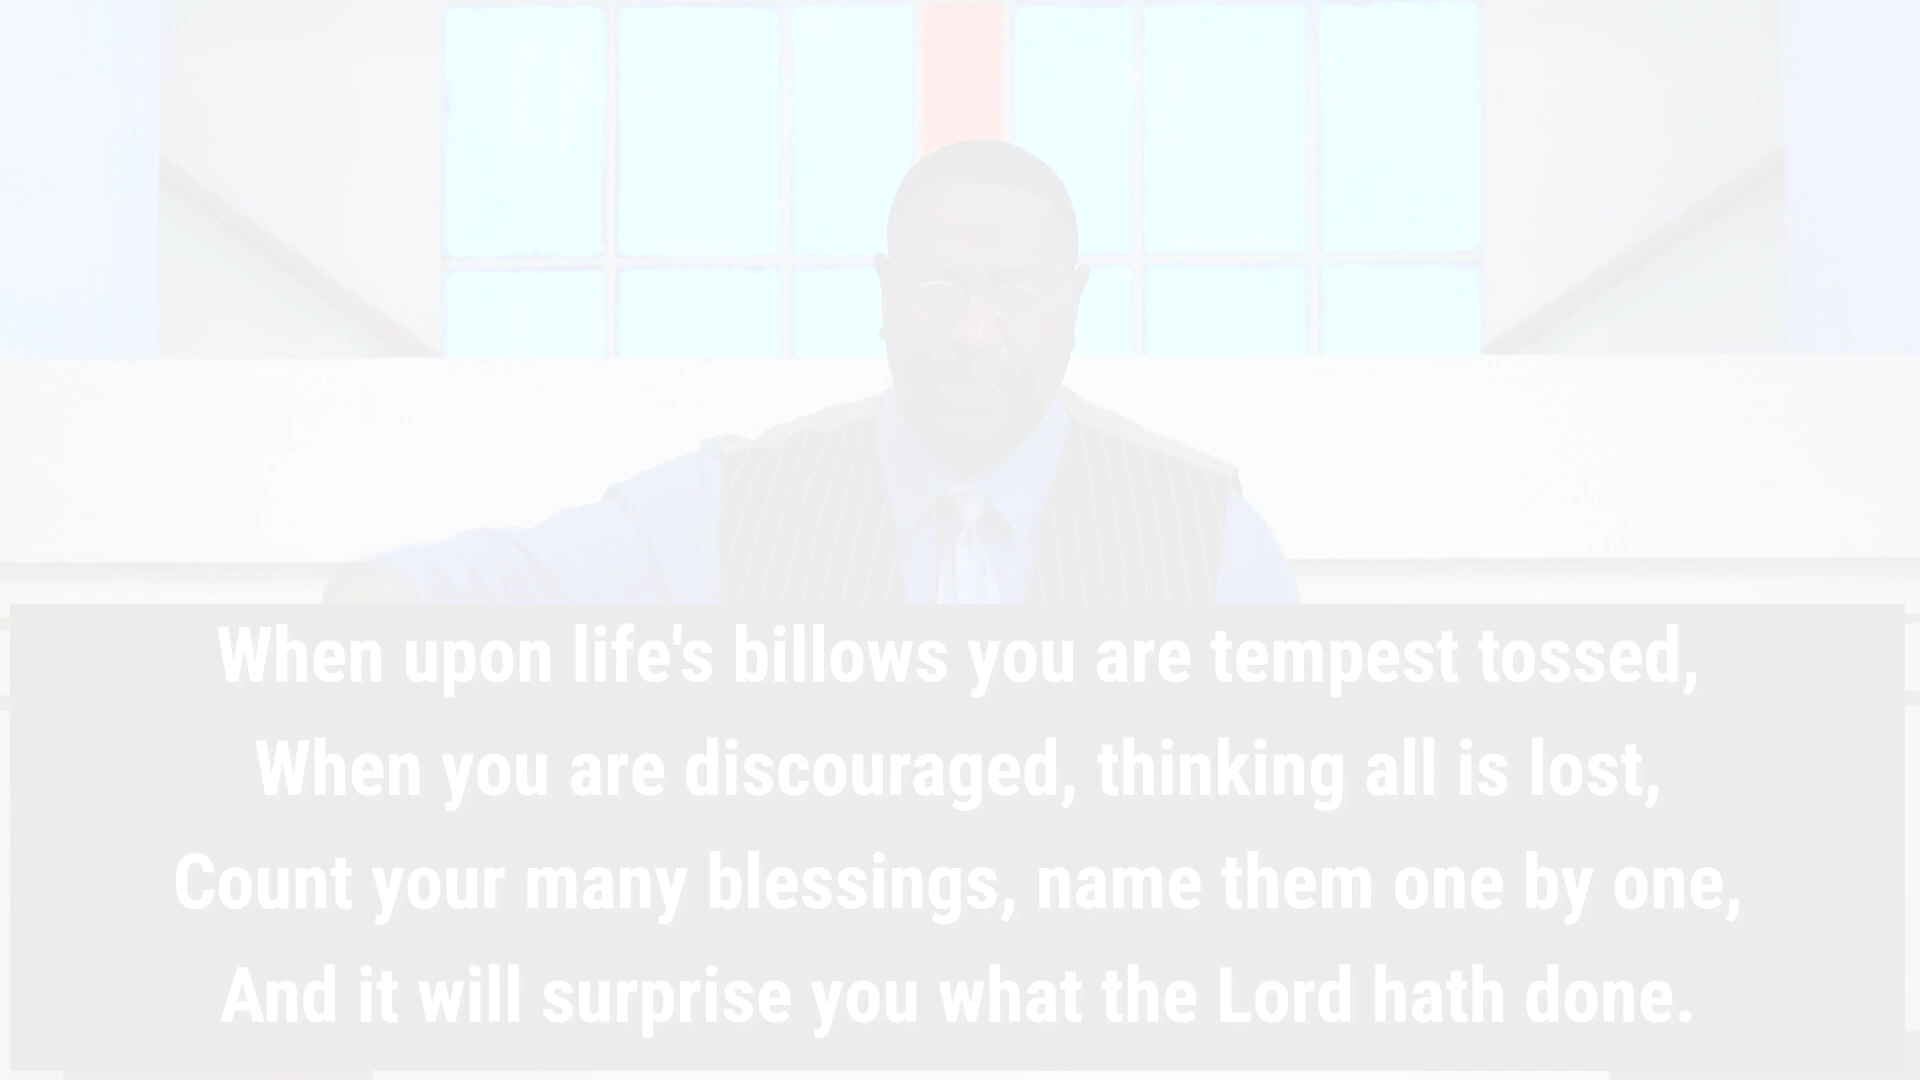 When upon life's billows you are tempest tossed,
When you are discouraged, thinking all is lost,
Count your many blessings, name them one by one,
And it will surprise you what the Lord hath done.